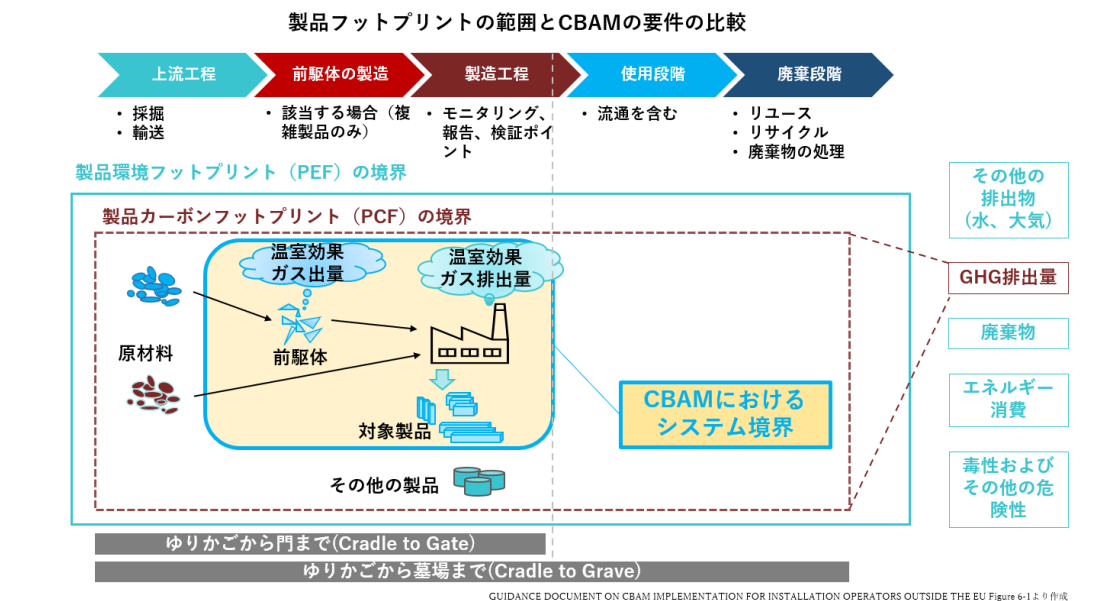 製品フットプリントの範囲とCBAMの要件の比較
上流工程
前駆体の製造
製造工程
使用段階
廃棄段階
• 採掘
• 輸送
• 該当する場合（複
雑製品のみ）
• モニタリング、
報告、検証ポイ
ント
• 流通を含む
• リユース
• リサイクル
• 廃棄物の処理
製品環境フットプリント（PEF）の境界
製品カーボンフットプリント（PCF）の境界
温室効果
ガス出量
温室効果
ガス排出量
原材料
前駆体
対象製品
その他の製品
CBAMにおける
システム境界
その他の
排出物
(水、大気)
GHG排出量
廃棄物
エネルギー
消費
毒性および
その他の危
険性
ゆりかごから門まで(Cradle to Gate)
ゆりかごから墓場まで(Cradle to Grave)
GUIDANCE DOCUMENT ON CBAM IMPLEMENTATION FOR INSTALLATION OPERATORS OUTSIDE THE EU Figure 6-1より作成